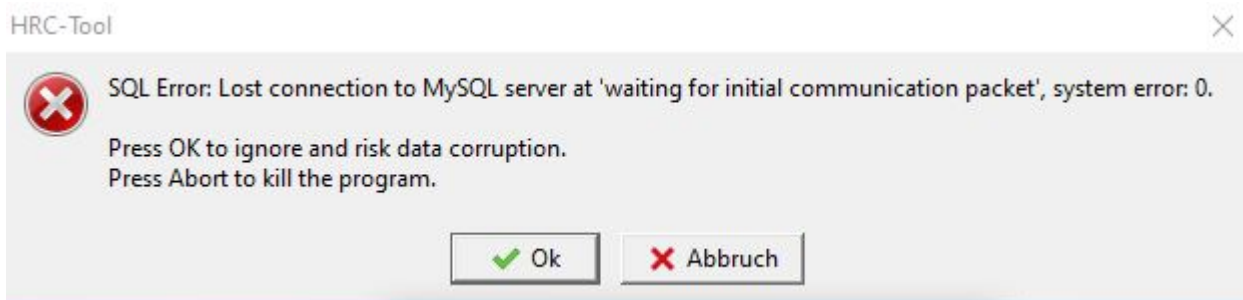 HRC-Tool
SQL Error: Lost connection to MySQL server at 'waiting for initial communication packet', system error: 0.
Press OK to ignore and risk data corruption.
Press Abort to kill the program.
Ok
Abbruch